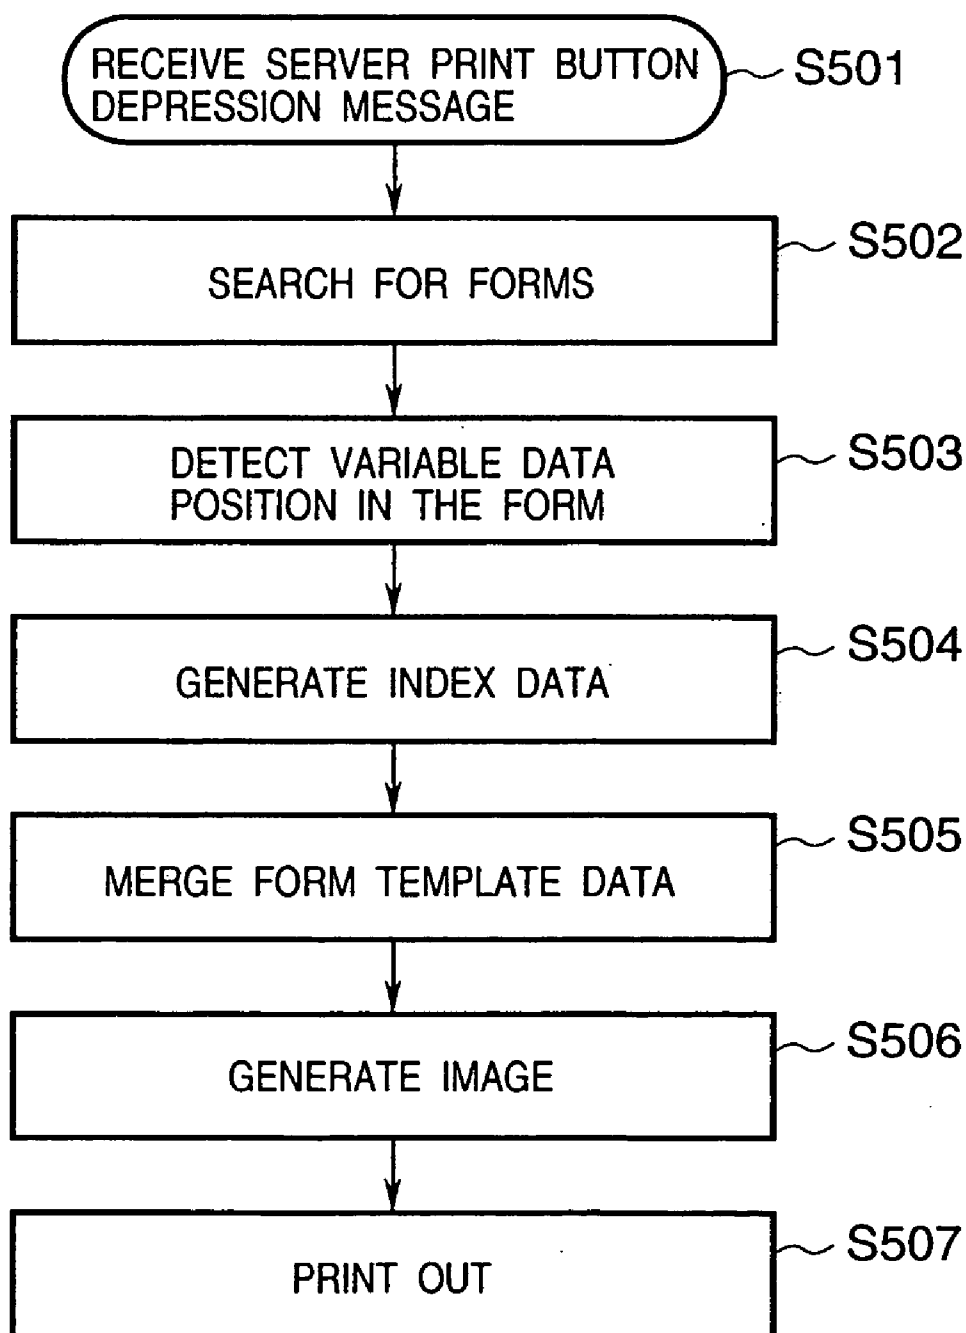 RECEIVE SERVER PRINT BUTTON
DEPRESSION MESSAGE
S501
SEARCH FOR FORMS
S502
DETECT VARIABLE DATA
POSITION IN THE FORM
S503
GENERATE INDEX DATA
S504
MERGE FORM TEMPLATE DATA
S505
GENERATE IMAGE
S506
PRINT OUT
S507